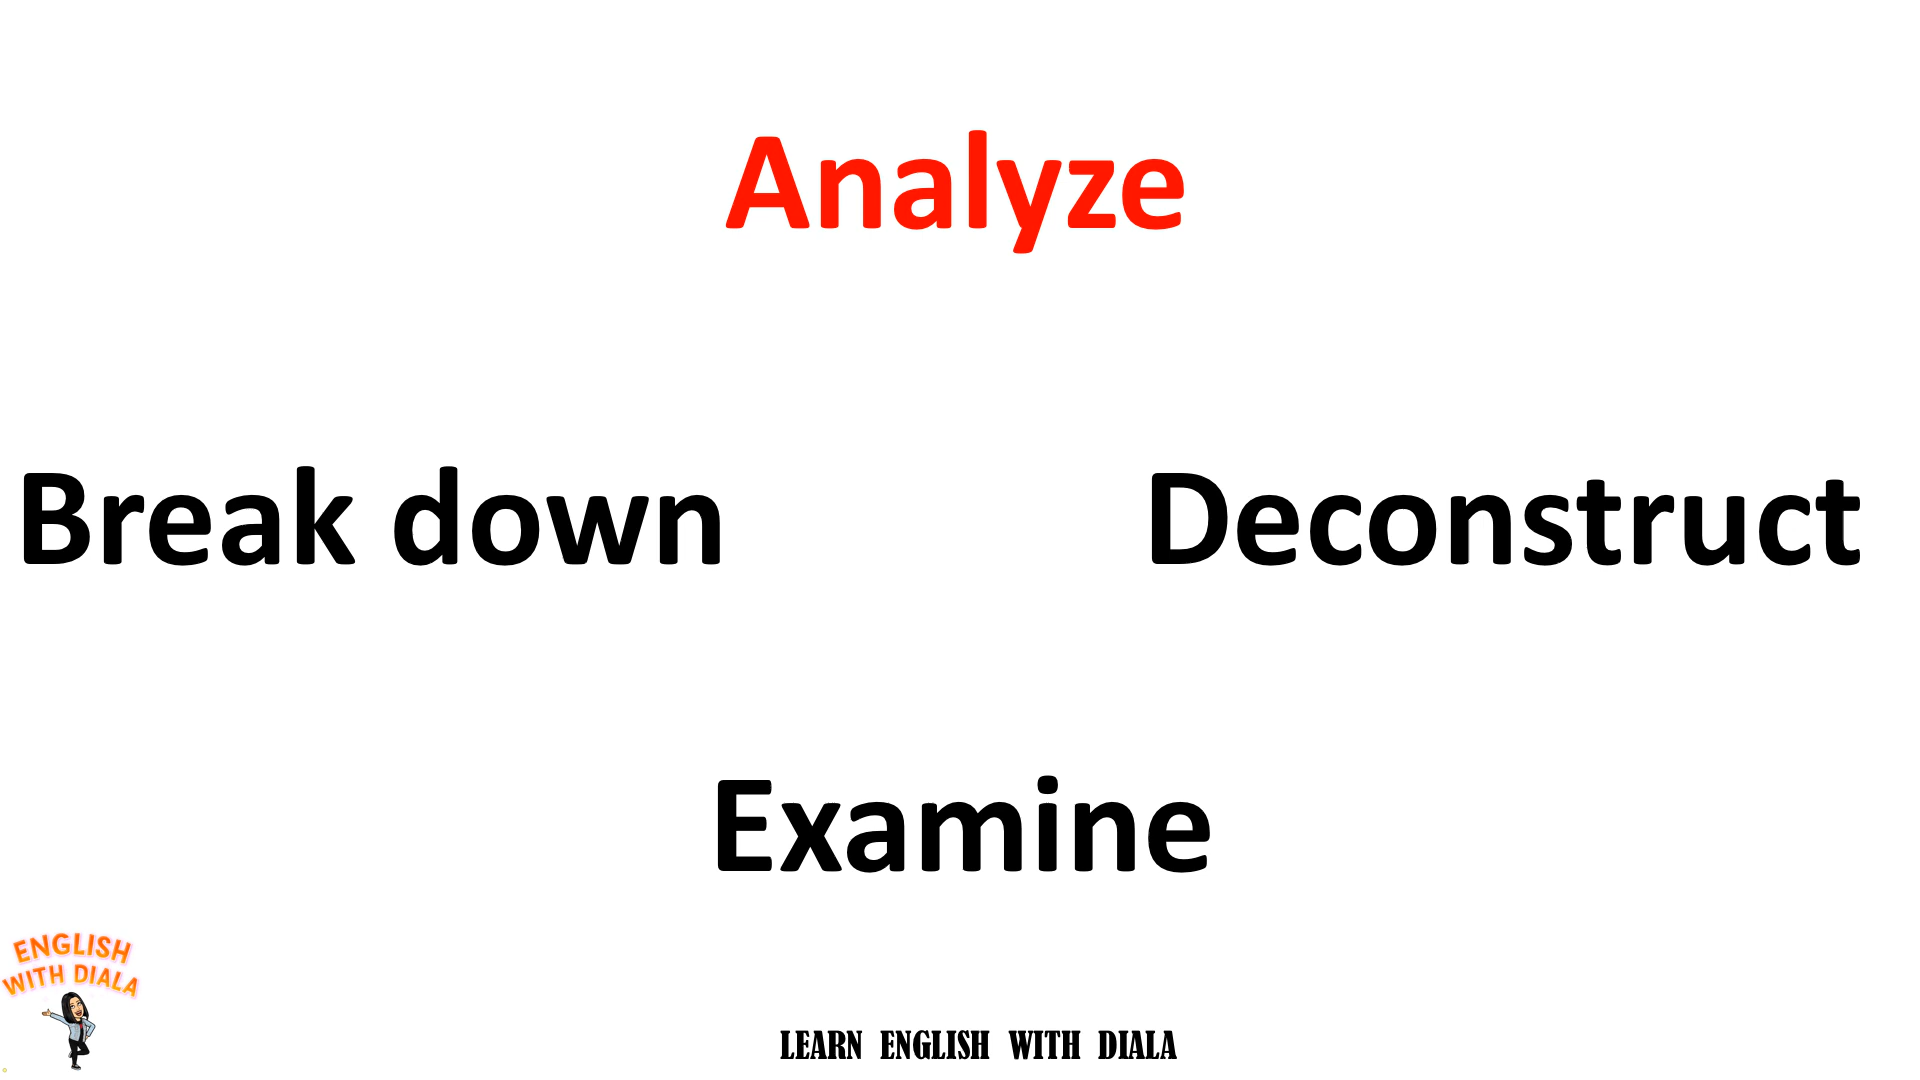 Analyze
Break down
Deconstruct
Examine
ENGLISH
WITH DIALA
LEARN ENGLISH WITH DIALA